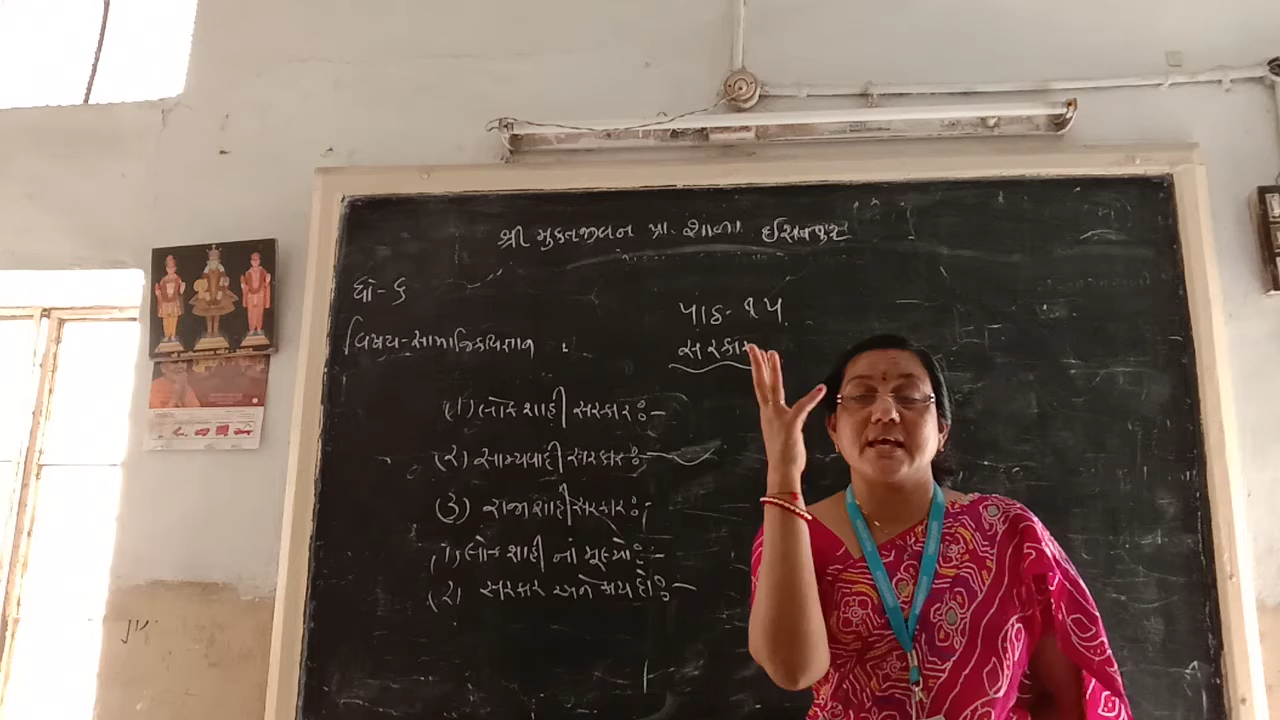 શ્રી મુક્તજીવન પ્રા. શાળા ઈસનપુર
ધો-૬
પાઠ-૧૫.
વિષય-સામાજિકવિજ્ઞાન.
સરકાર
(૧) લોકશાહી સરકાર:-
(૨) સામ્યવાદી સરકાર:-
(૩) રાજાશાહી સરકાર:-
(૧) લોકશાહી નાં મૂલ્યો:-
(૨) સરકાર અને કાયદો:-